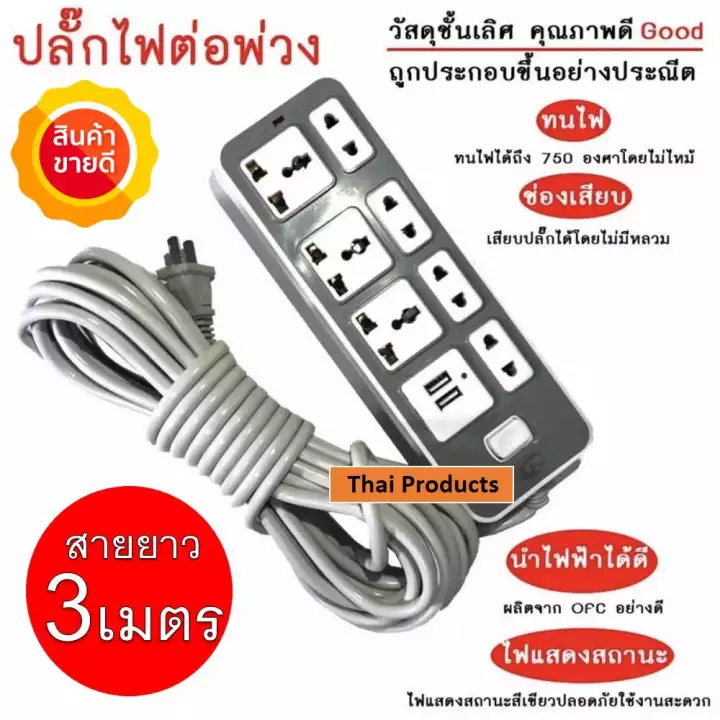 ปลั๊กไฟต่อพ่วง
วัสดุชั้นเลิศ คุณภาพดี Good
ถูกประกอบขึ้นอย่างประณีต
สินค้า
ขายดี
ทนไฟ
ทนไฟได้ถึง 750 องศาโดยไม่ไหม้
ช่องเสียบ
เสียบปลั๊กได้โดยไม่มีหลวม
Thai Products
สายยาว
3เมตร
นำไฟฟ้าได้ดี
ผลิตจาก OFC อย่างดี
ไฟแสดงสถานะ
ไฟแสดงสถานะสีเขียวปลอดภัยใช้งานสะดวก